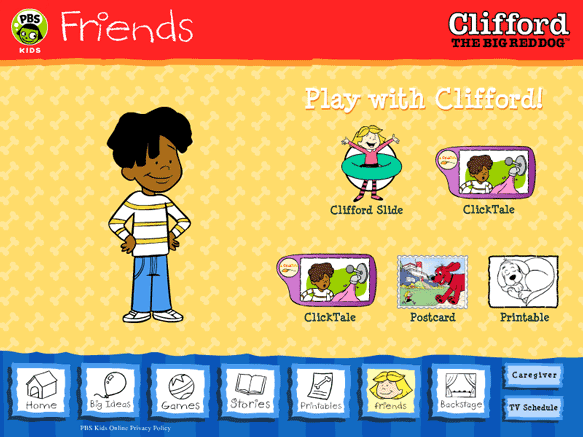 PBS
KIDS
Friends
Clifford
THE BIG RED DOG™
Play with Clifford!
Clifford Slide
ClickTale
ClickTale
Postcard
Printable
Home
Big Ideas
Games
Stories
Printables
friends
Backstage
Caregiver
TV Schedule
PBS Kids Online Privacy Policy